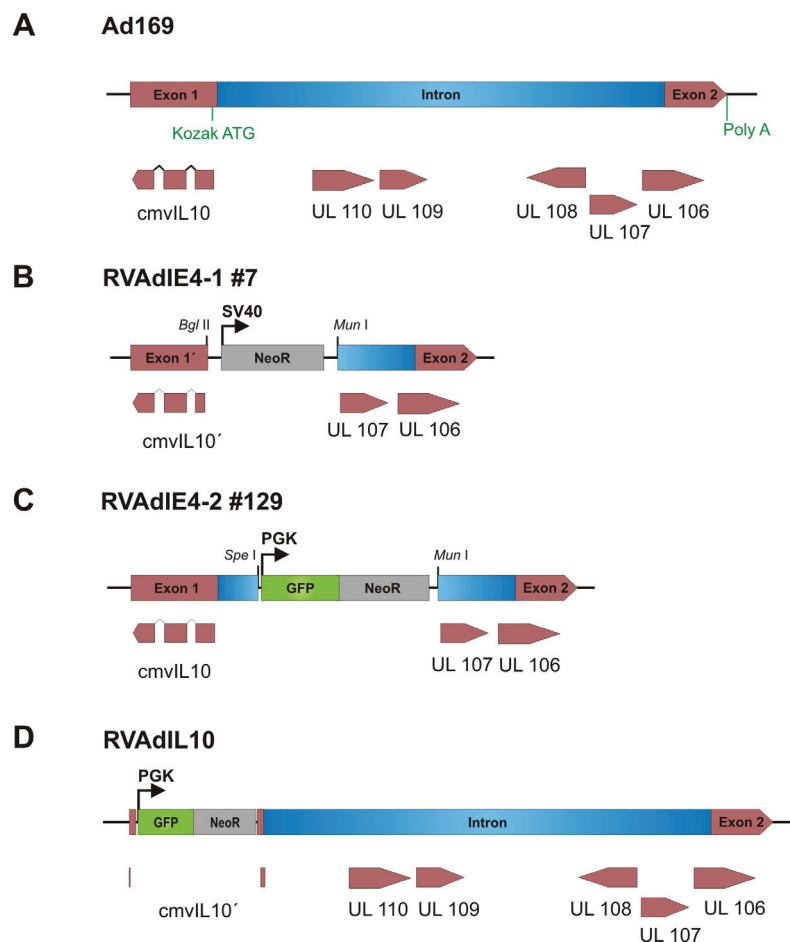 A
Ad169
Exon 1
Intron
Exon 2
Kozak ATG
Poly A
cmvIL10
UL 110
UL 109
UL 108
UL 107
UL 106
B
RVAdIE4-1 #7
Bgl II
SV40
Mun I
Exon 1´
NeoR
Exon 2
cmvIL10´
UL 107
UL 106
C
RVAdIE4-2 #129
Spe I
PGK
Mun I
Exon 1
GFP
NeoR
Exon 2
cmvIL10
UL 107
UL 106
D
RVAdIL10
PGK
GFP
NeoR
Intron
Exon 2
cmvIL10´
UL 110
UL 109
UL 108
UL 107
UL 106